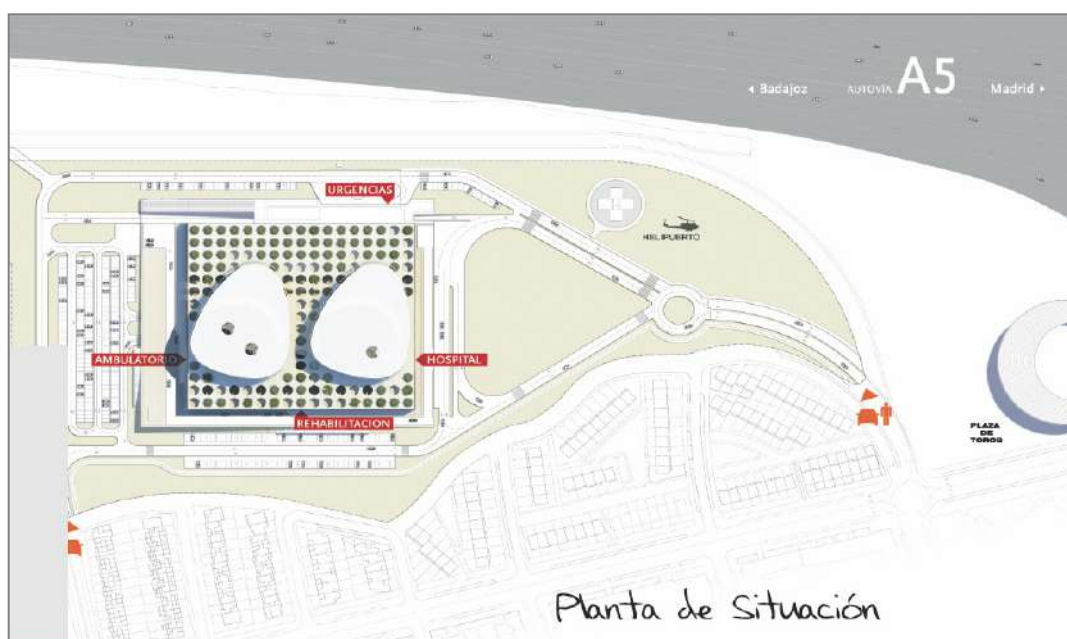 A5
◂ Badajoz AUTOVÍA Madrid ▸
URGENCIAS
HELIPUERTO
AMBULATORIO
HOSPITAL
REHABILITACION
PLAZA
DE
TOROS
Planta de Situación